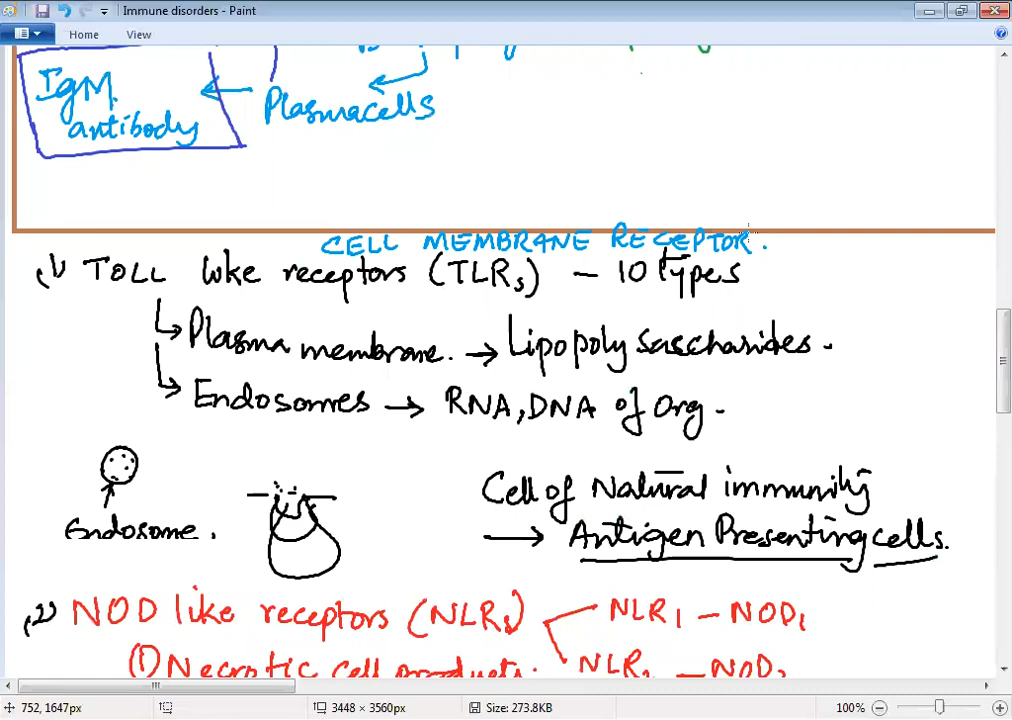 Immune disorders - Paint
Home View
IgM
antibody
Plasmacells
CELL MEMBRANE RECEPTOR.
(1) TOLL like receptors (TLRs) - 10 types
Plasma membrane. → Lipopolysaccharides.
Endosomes → RNA, DNA of Org.
Endosome.
Cell of Natural immunity
→ Antigen Presenting cells.
(2) NOD like receptors (NLRs) NLR1 - NOD1
(1) Necrotic cell products. NLR2 - NOD2
752, 1647px 3448 × 3560px Size: 273.8KB 100%